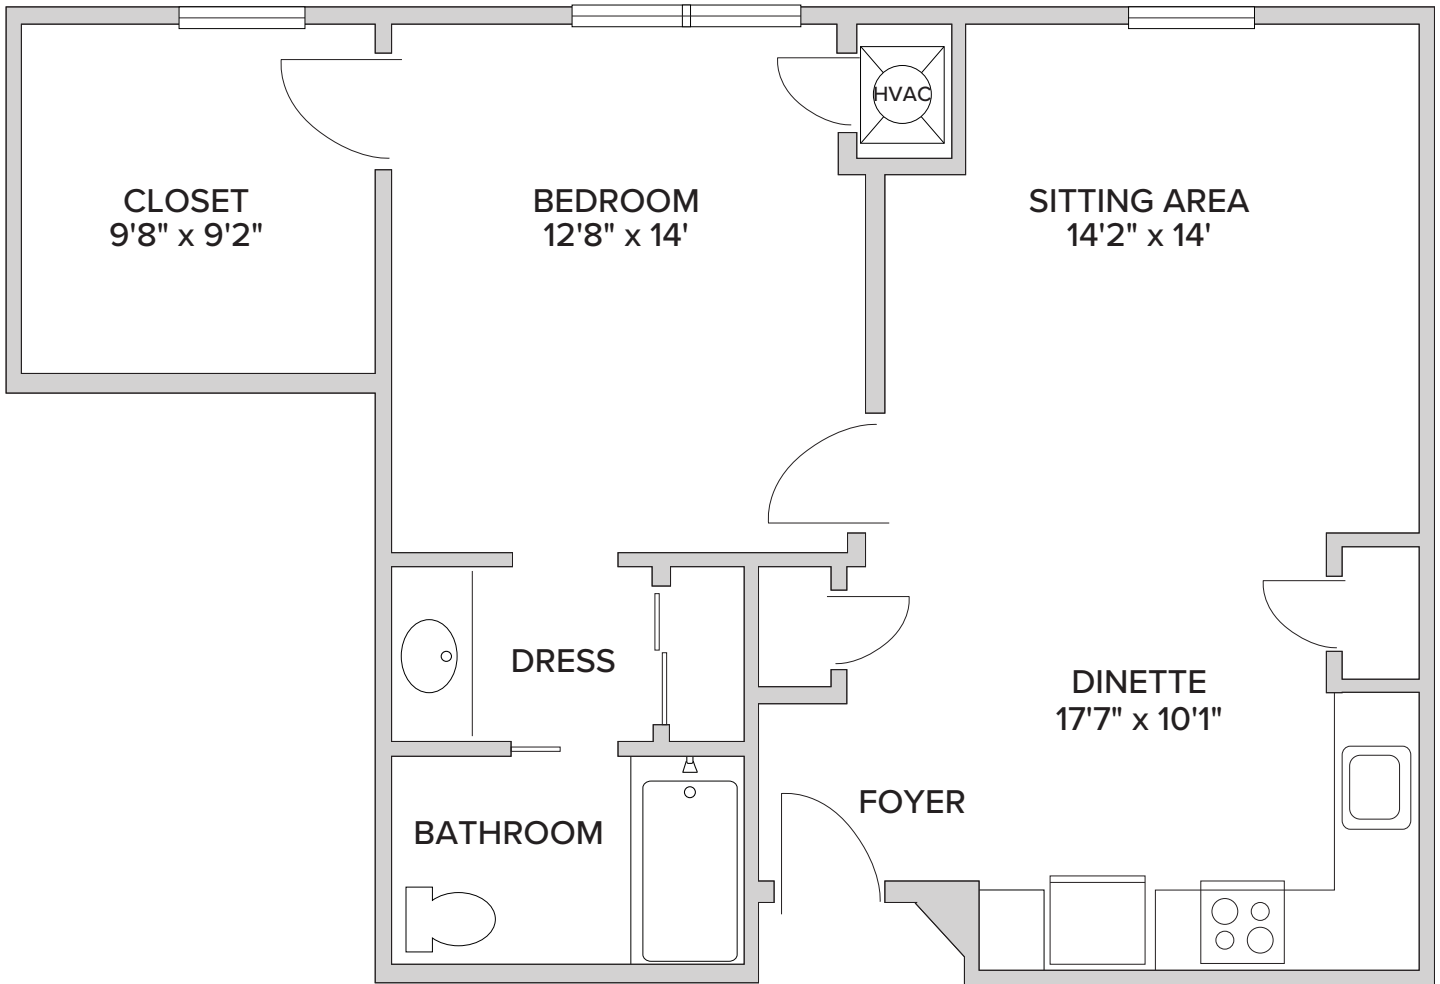 HVAC
CLOSET
9'8" x 9'2"
BEDROOM
12'8" x 14'
SITTING AREA
14'2" x 14'
DRESS
DINETTE
17'7" x 10'1"
FOYER
BATHROOM